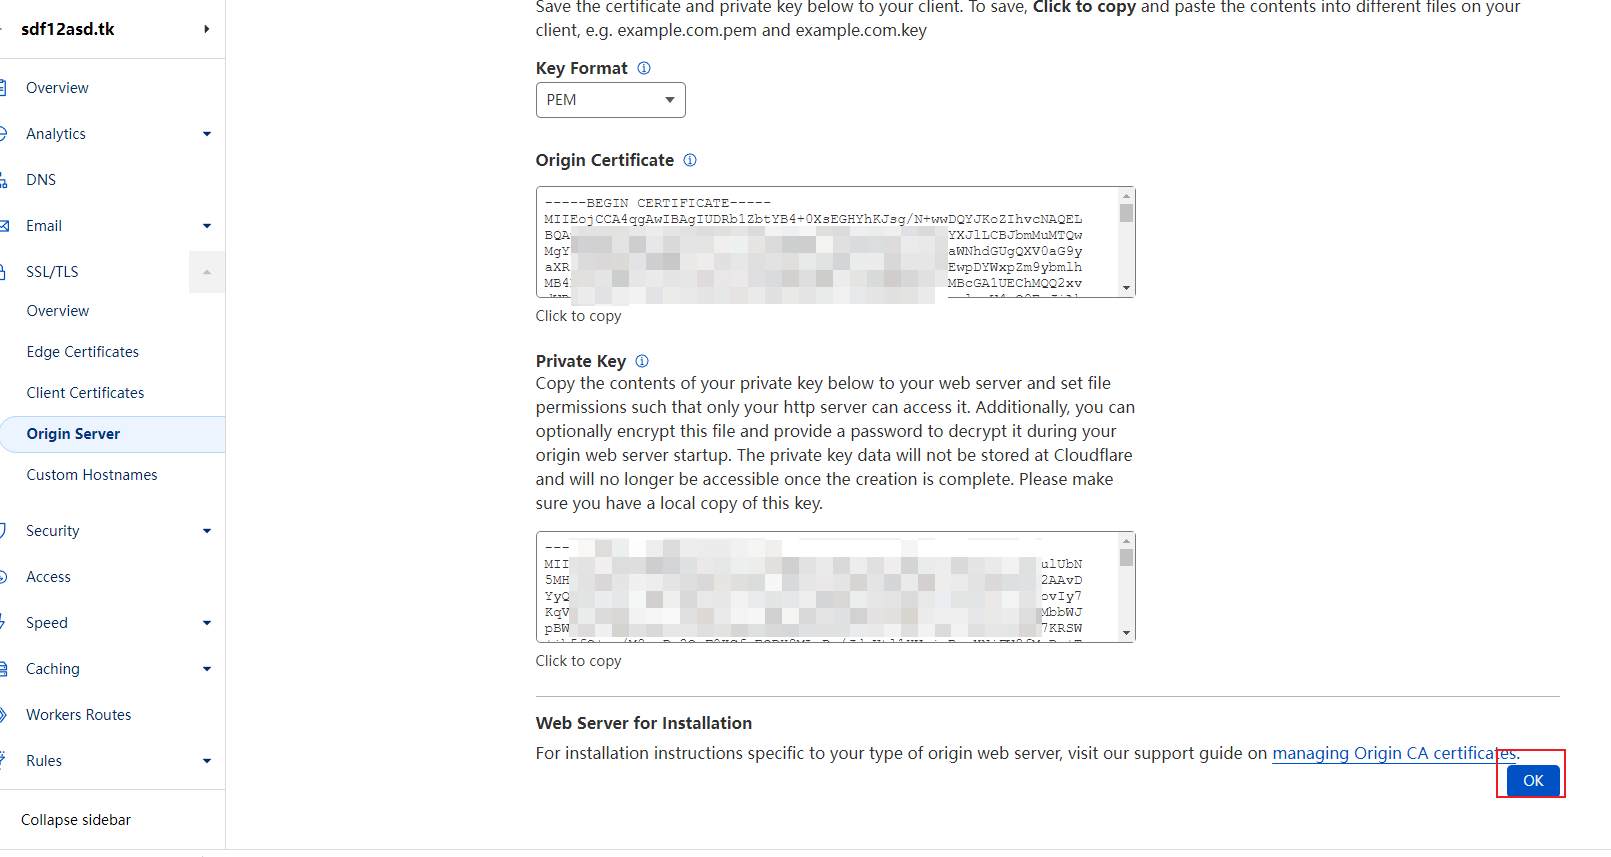 sdf12asd.tk
Overview
Analytics
DNS
Email
SSL/TLS
Overview
Edge Certificates
Client Certificates
Origin Server
Custom Hostnames
Security
Access
Speed
Caching
Workers Routes
Rules
Collapse sidebar
Save the certificate and private key below to your client. To save, Click to copy and paste the contents into different files on your
client, e.g. example.com.pem and example.com.key
Key Format
PEM
Origin Certificate
-----BEGIN CERTIFICATE-----
MIIEojCCA4qgAwIBAgIUDRb1ZbtYB4+0XsEGHYhKJsg/N+wwDQYJKoZIhvcNAQEL
BQA YXJlLCBJbmMuMTQw
MgY aWNhdGUgQXV0aG9y
aXR EwpDYWxpZm9ybmlh
MB4 MBcGA1UEChMQQ2xv
Click to copy
Private Key
Copy the contents of your private key below to your web server and set file
permissions such that only your http server can access it. Additionally, you can
optionally encrypt this file and provide a password to decrypt it during your
origin web server startup. The private key data will not be stored at Cloudflare
and will no longer be accessible once the creation is complete. Please make
sure you have a local copy of this key.
---
MII ulUbN
5MH 2AAvD
YyQ ovIy7
KqV MbbWJ
pBW 7KRSW
Click to copy
Web Server for Installation
For installation instructions specific to your type of origin web server, visit our support guide on managing Origin CA certificates.
OK